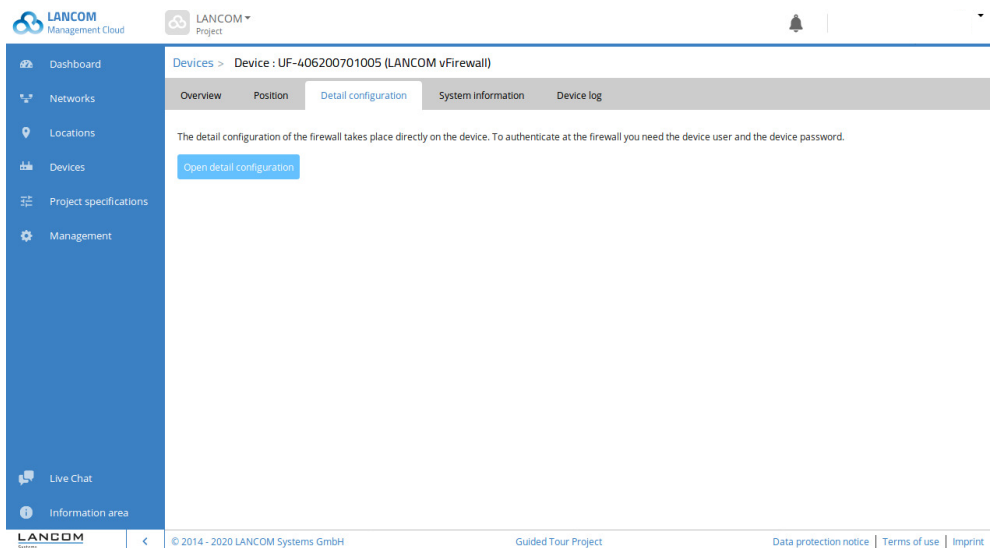 LANCOM
Management Cloud
LANCOM
Project
Dashboard
Networks
Locations
Devices
Project specifications
Management
Live Chat
Information area
LANCOM
Systems
Devices > Device : UF-406200701005 (LANCOM vFirewall)
Overview Position Detail configuration System information Device log
The detail configuration of the firewall takes place directly on the device. To authenticate at the firewall you need the device user and the device password.
Open detail configuration
© 2014 - 2020 LANCOM Systems GmbH Guided Tour Project Data protection notice | Terms of use | Imprint